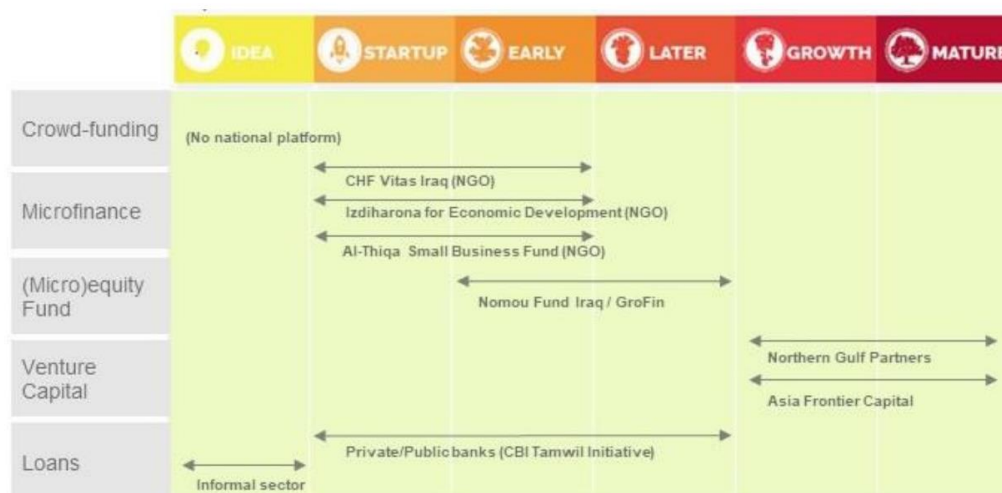 IDEA
STARTUP
EARLY
LATER
GROWTH
MATURE
Crowd-funding
(No national platform)
CHF Vitas Iraq (NGO)
Microfinance
Izdiharona for Economic Development (NGO)
Al-Thiqa Small Business Fund (NGO)
(Micro)equity
Fund
Nomou Fund Iraq / GroFin
Venture
Capital
Northern Gulf Partners
Asia Frontier Capital
Loans
Private/Public banks (CBI Tamwil Initiative)
Informal sector